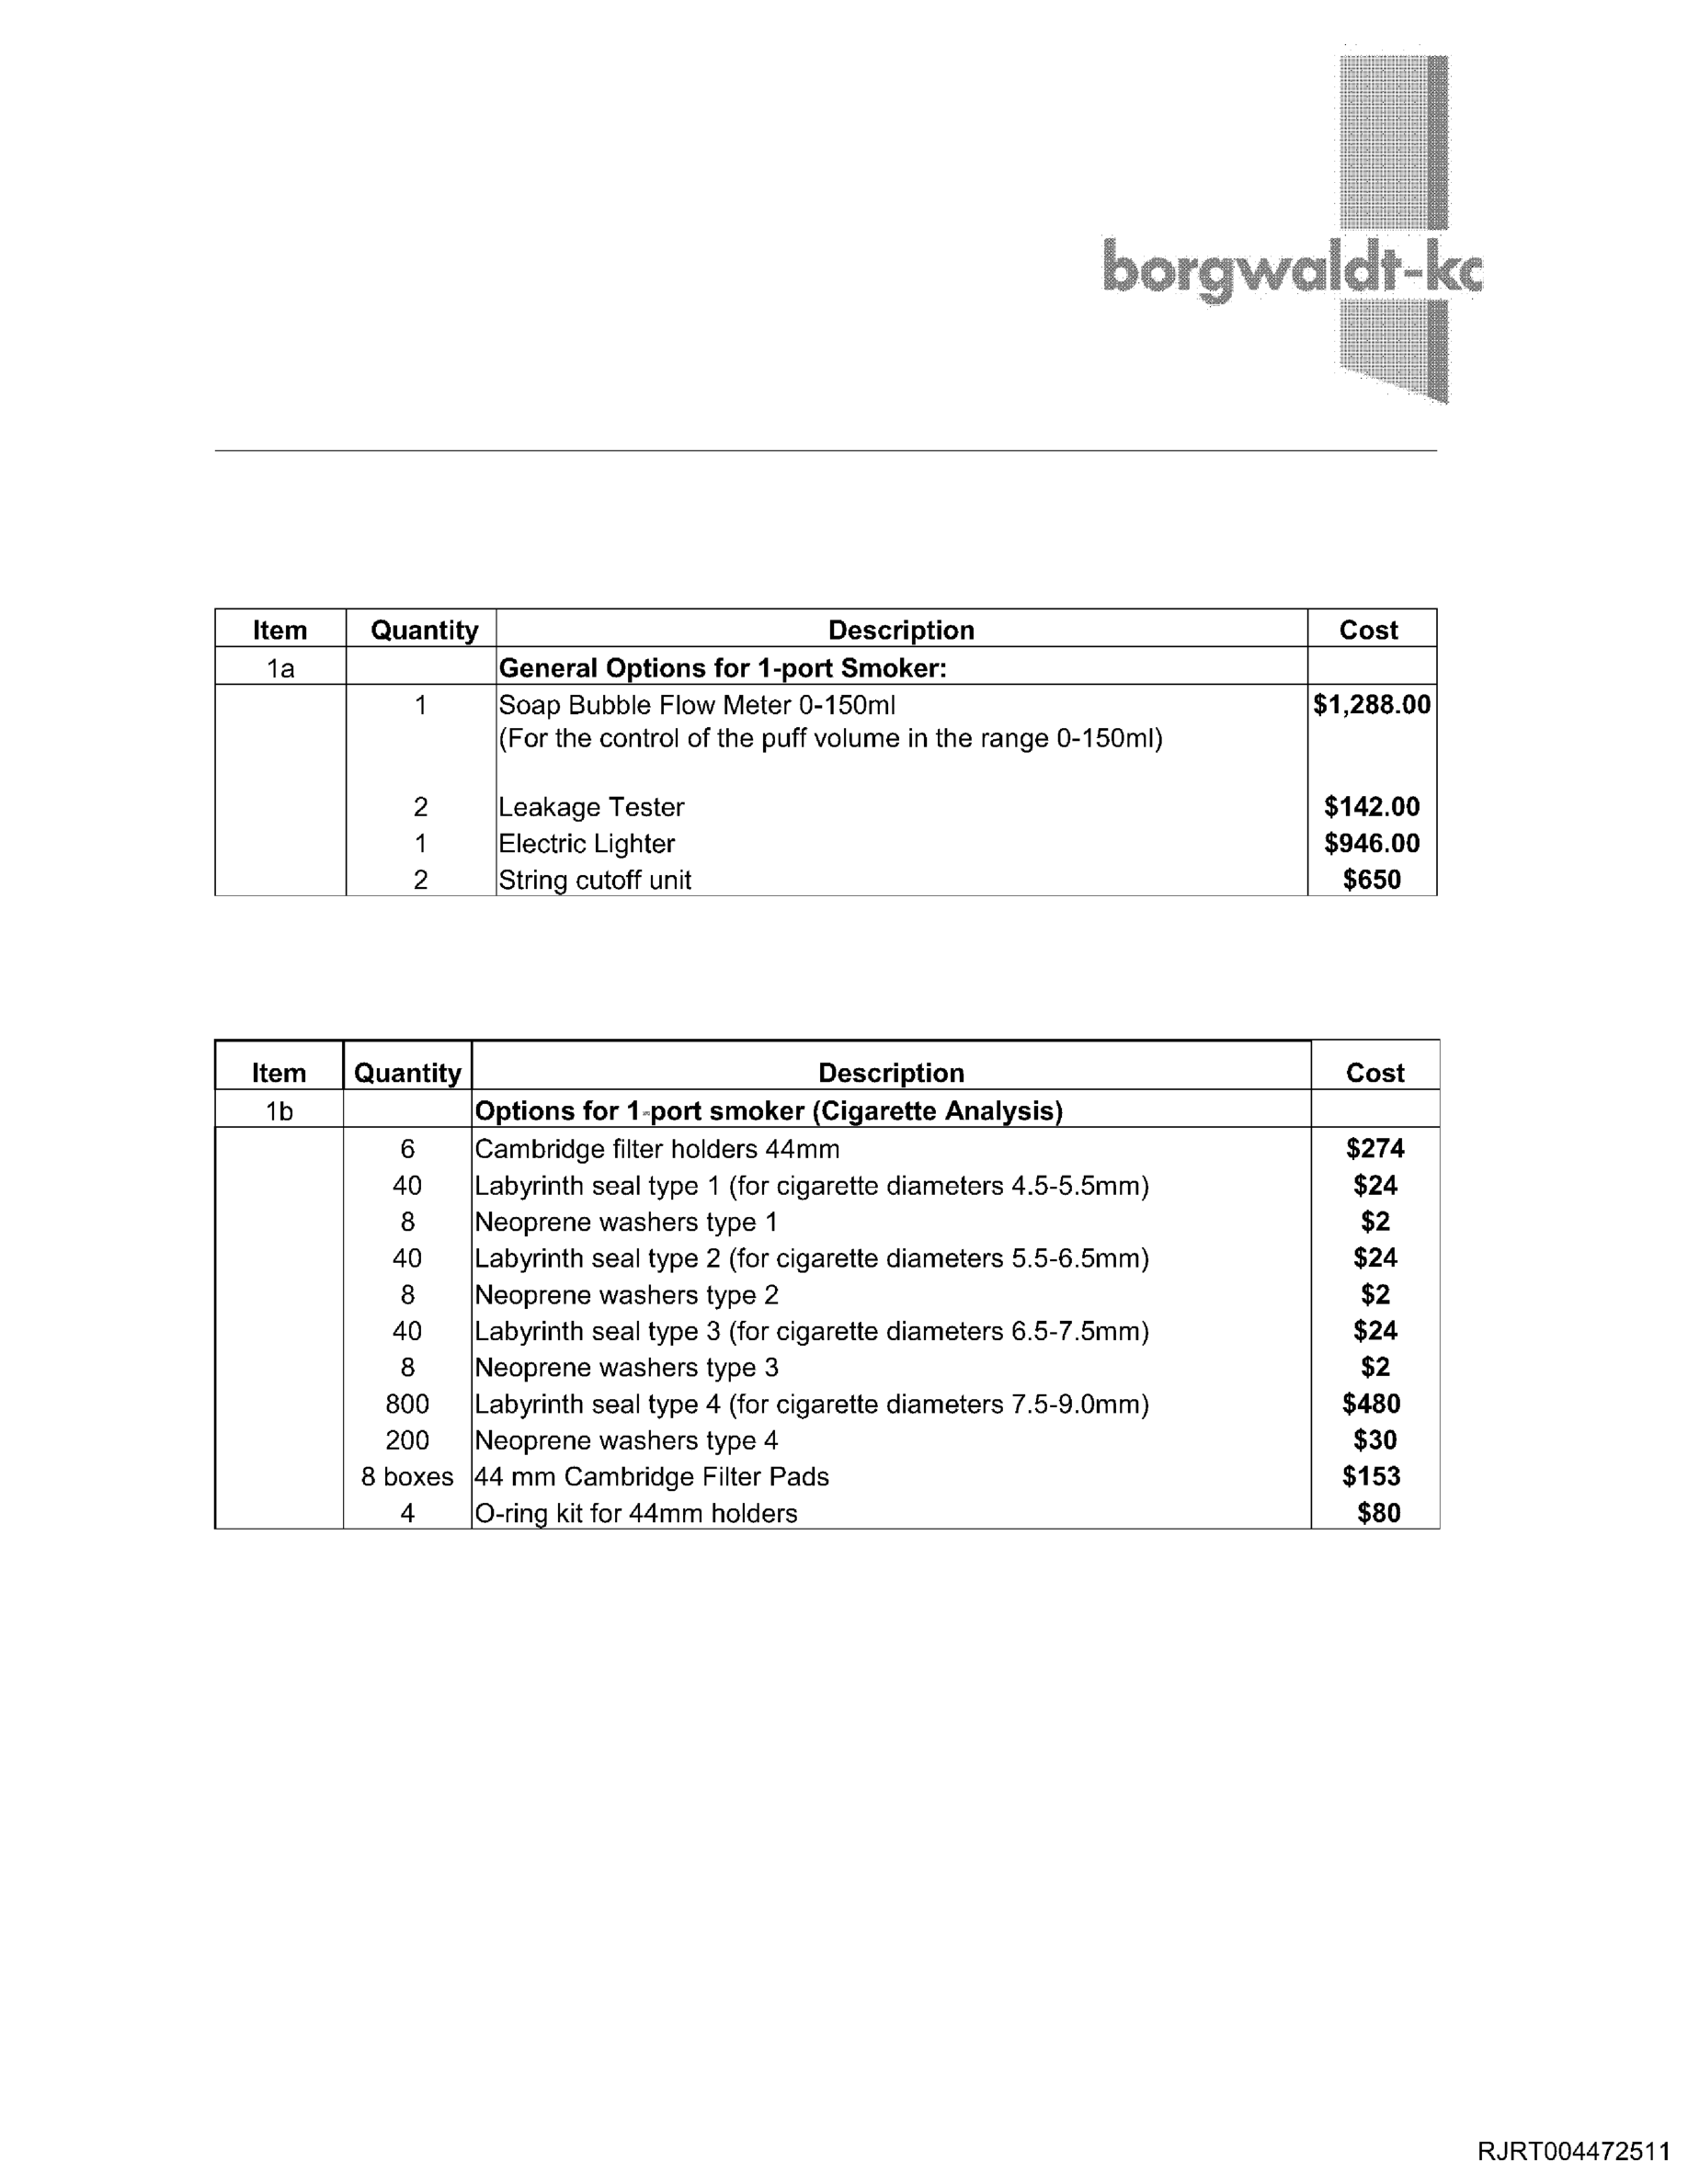 borgwaldt-kc
Item Quantity Description Cost
1a General Options for 1-port Smoker:
1 Soap Bubble Flow Meter 0-150ml $1,288.00
(For the control of the puff volume in the range 0-150ml)
2 Leakage Tester $142.00
1 Electric Lighter $946.00
2 String cutoff unit $650
Item Quantity Description Cost
1b Options for 1-port smoker (Cigarette Analysis)
6 Cambridge filter holders 44mm $274
40 Labyrinth seal type 1 (for cigarette diameters 4.5-5.5mm) $24
8 Neoprene washers type 1 $2
40 Labyrinth seal type 2 (for cigarette diameters 5.5-6.5mm) $24
8 Neoprene washers type 2 $2
40 Labyrinth seal type 3 (for cigarette diameters 6.5-7.5mm) $24
8 Neoprene washers type 3 $2
800 Labyrinth seal type 4 (for cigarette diameters 7.5-9.0mm) $480
200 Neoprene washers type 4 $30
8 boxes 44 mm Cambridge Filter Pads $153
4 O-ring kit for 44mm holders $80
RJRT004472511